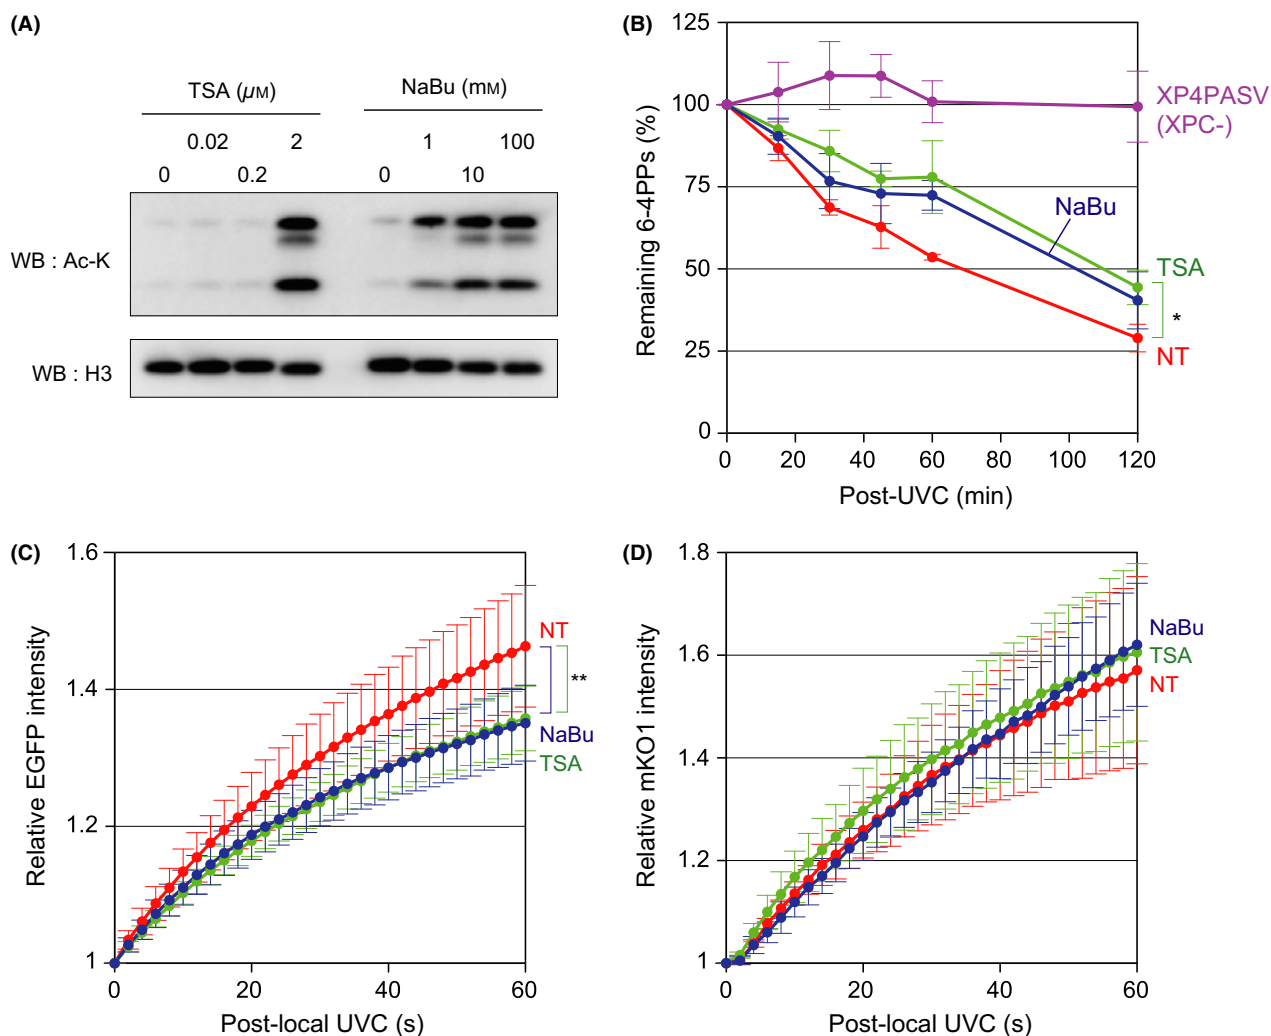 (A)
TSA (µM)
NaBu (mM)
0.02
2
1
100
0
0.2
0
10
WB : Ac-K
WB : H3
(B)
125
100
75
50
25
0
Remaining 6-4PPs (%)
XP4PASV
(XPC-)
NaBu
TSA
*
NT
0
20
40
60
80
100
120
Post-UVC (min)
(C)
1.6
1.4
1.2
1
Relative EGFP intensity
NT
**
NaBu
TSA
0
20
40
60
Post-local UVC (s)
(D)
1.8
1.6
1.4
1.2
1
Relative mKO1 intensity
NaBu
TSA
NT
0
20
40
60
Post-local UVC (s)